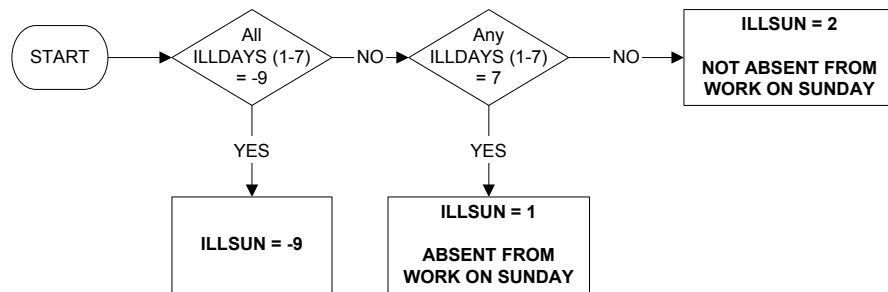 START
All
ILLDAYS (1-7)
= -9
NO
Any
ILLDAYS (1-7)
= 7
NO
ILLSUN = 2
NOT ABSENT FROM
WORK ON SUNDAY
YES
YES
ILLSUN = -9
ILLSUN = 1
ABSENT FROM
WORK ON SUNDAY